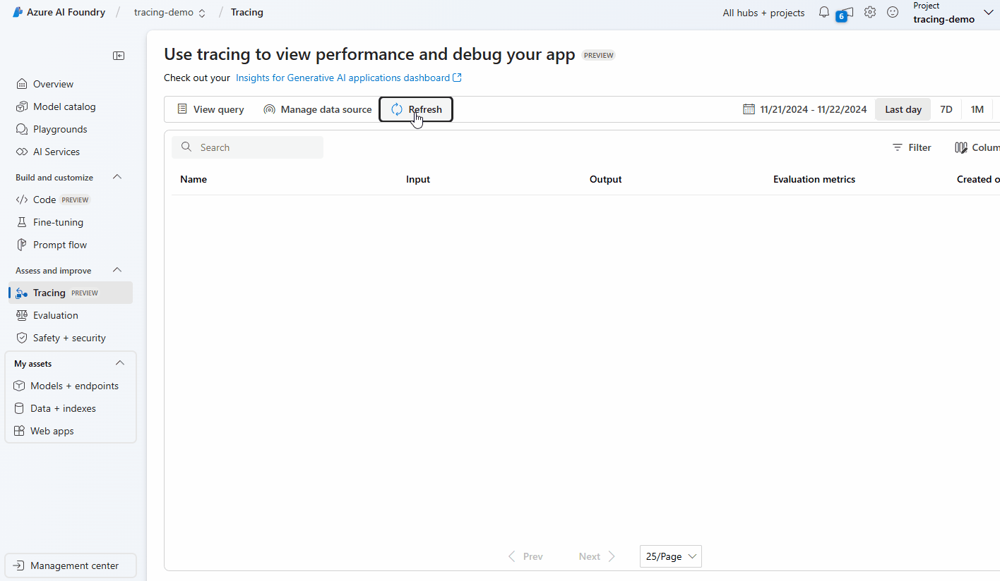 Azure AI Foundry / tracing-demo / Tracing
All hubs + projects
6
Project
tracing-demo
Overview
Model catalog
Playgrounds
AI Services
Build and customize
Code PREVIEW
Fine-tuning
Prompt flow
Assess and improve
Tracing PREVIEW
Evaluation
Safety + security
My assets
Models + endpoints
Data + indexes
Web apps
Management center
Use tracing to view performance and debug your app PREVIEW
Check out your Insights for Generative AI applications dashboard
View query Manage data source Refresh 11/21/2024 - 11/22/2024 Last day 7D 1M
Search Filter Colum
Name Input Output Evaluation metrics Created o
Prev Next 25/Page